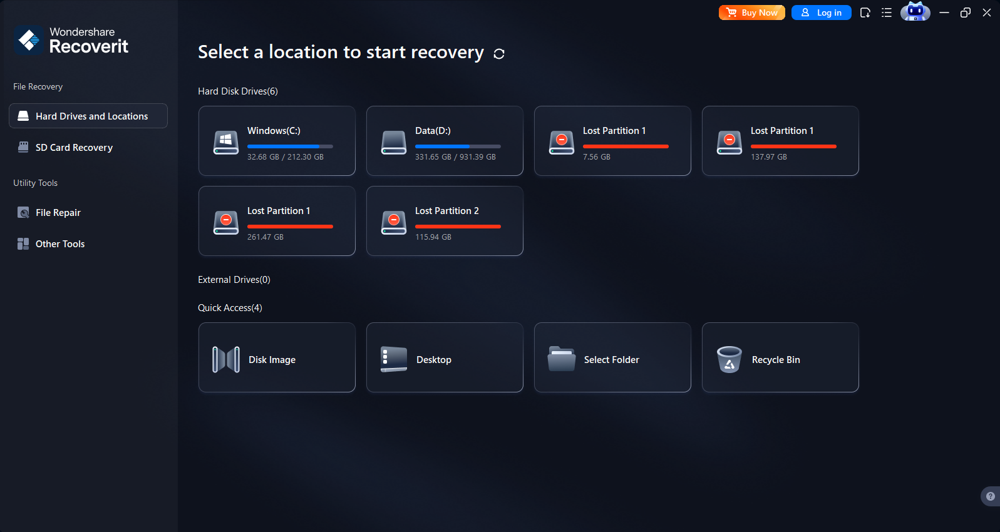 Buy Now
Log in
Wondershare
Recoverit
Select a location to start recovery
File Recovery
Hard Drives and Locations
SD Card Recovery
Utility Tools
File Repair
Other Tools
Hard Disk Drives(6)
Windows(C:)
32.68 GB / 212.30 GB
Data(D:)
331.65 GB / 931.39 GB
Lost Partition 1
7.56 GB
Lost Partition 1
137.97 GB
Lost Partition 1
261.47 GB
Lost Partition 2
115.94 GB
External Drives(0)
Quick Access(4)
Disk Image
Desktop
Select Folder
Recycle Bin
?